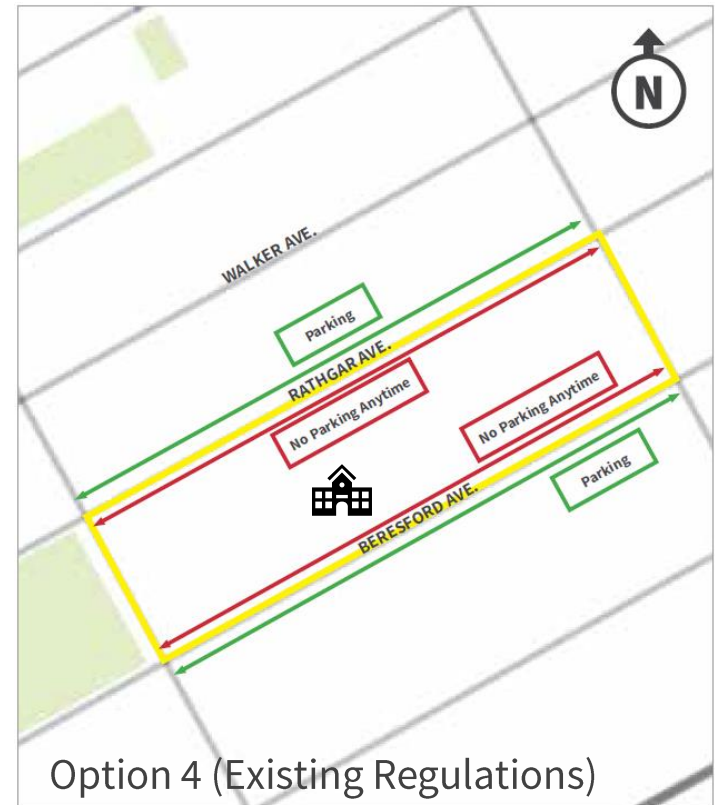 N
WALKER AVE.
Parking
RATHGAR AVE.
No Parking Anytime
No Parking Anytime
Parking
BERESFORD AVE.
Option 4 (Existing Regulations)